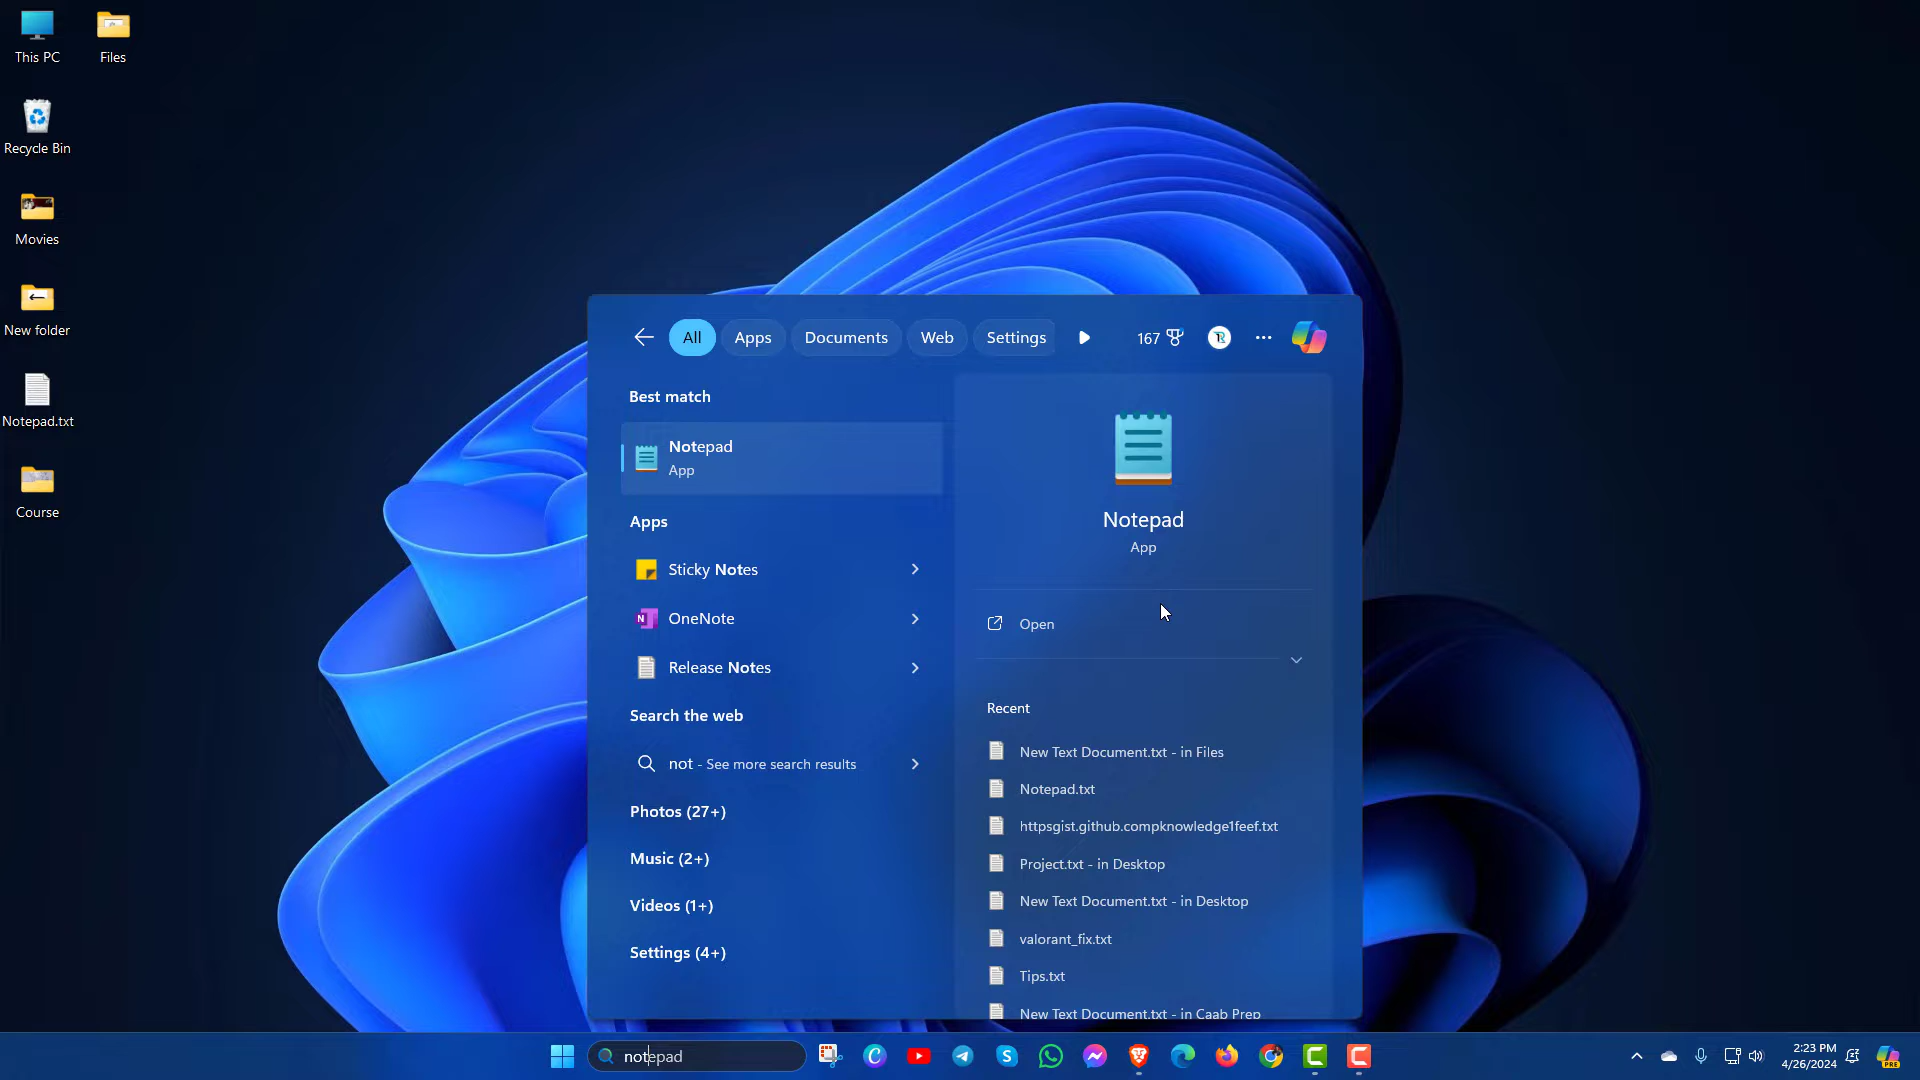 This PC
Files
Recycle Bin
Movies
New folder
Notepad.txt
Course
All
Apps
Documents
Web
Settings
167
Best match
Notepad
App
Apps
Sticky Notes
OneNote
Release Notes
Search the web
not - See more search results
Photos (27+)
Music (2+)
Videos (1+)
Settings (4+)
Notepad
App
Open
Recent
New Text Document.txt - in Files
Notepad.txt
httpsgist.github.compknowledge1feef.txt
Project.txt - in Desktop
New Text Document.txt - in Desktop
valorant_fix.txt
Tips.txt
New Text Document.txt - in Caab Prep
notepad
2:23 PM
4/26/2024
PRE